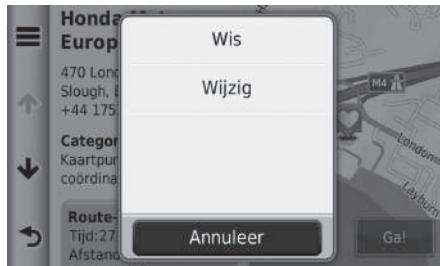 Honda
Europ
470 Lond
Slough,
+44 175
Categor
Kaartpun
coördina
Route-
Tijd:27
Afstand
Wis
Wijzig
Annuleer
M4
London
Layburn
Ga!